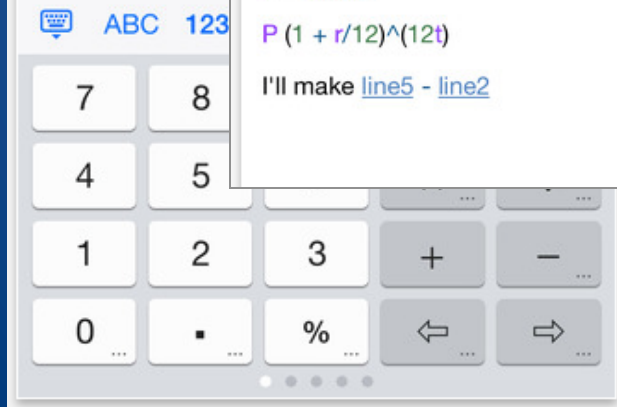 ABC 123
P (1 + r/12)^(12t)
I'll make line5 - line2
7 8
4 5
1 2 3 + −
0 . % ⇦ ⇨